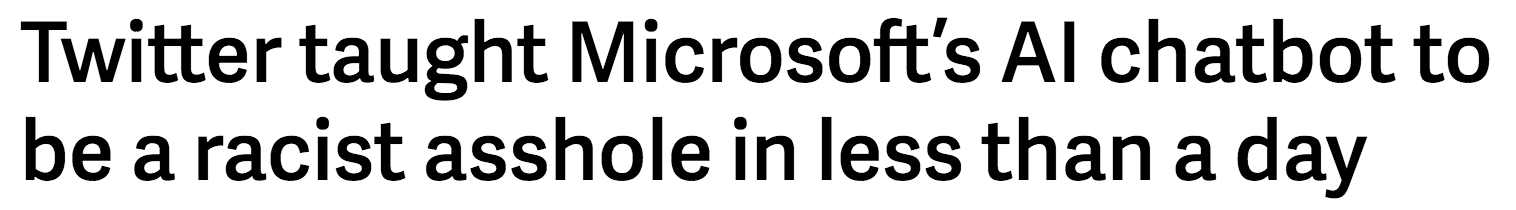 Twitter taught Microsoft’s AI chatbot to
be a racist asshole in less than a day